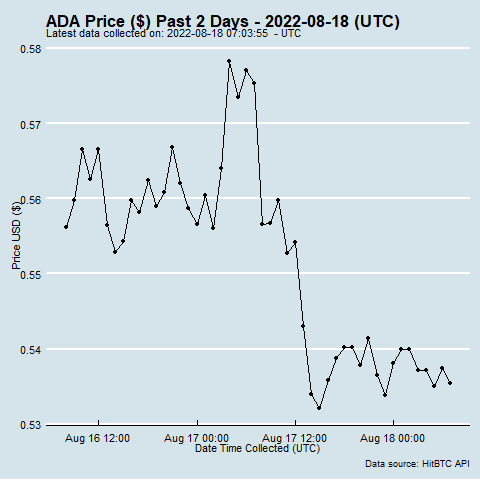 ADA Price ($) Past 2 Days - 2022-08-18 (UTC)
Latest data collected on: 2022-08-18 07:03:55 - UTC
0.58
0.57
0.56
0.55
0.54
0.53
Price USD ($)
Aug 16 12:00
Aug 17 00:00
Aug 17 12:00
Aug 18 00:00
Date Time Collected (UTC)
Data source: HitBTC API